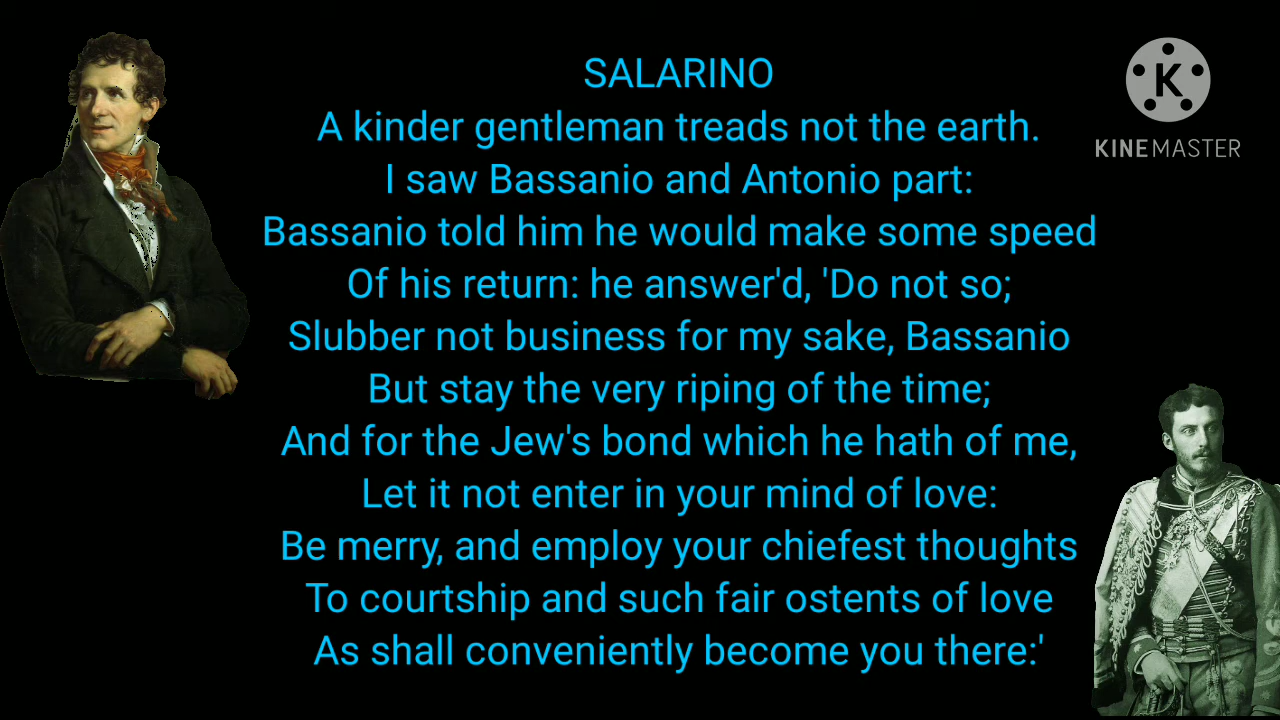 SALARINO
A kinder gentleman treads not the earth.
I saw Bassanio and Antonio part:
Bassanio told him he would make some speed
Of his return: he answer'd, 'Do not so;
Slubber not business for my sake, Bassanio
But stay the very riping of the time;
And for the Jew's bond which he hath of me,
Let it not enter in your mind of love:
Be merry, and employ your chiefest thoughts
To courtship and such fair ostents of love
As shall conveniently become you there:'
K
KINEMASTER